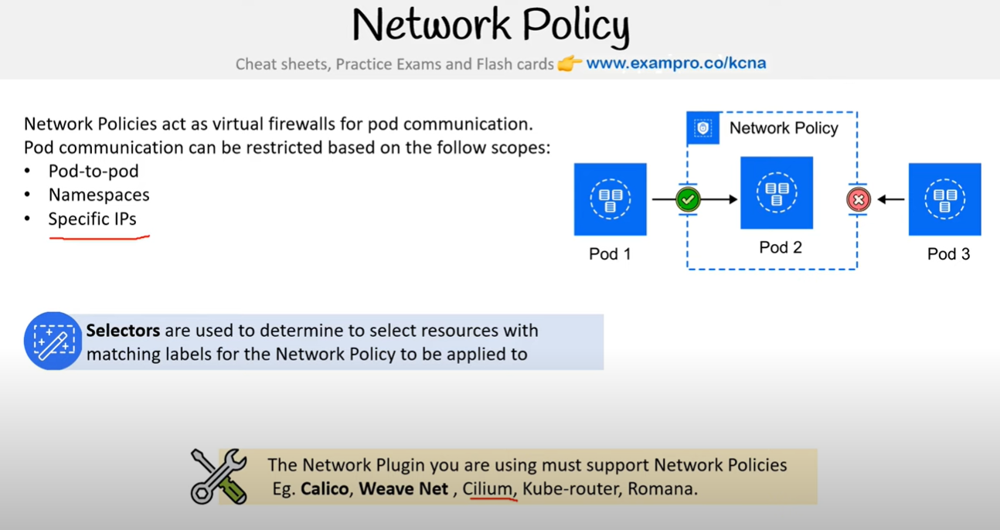 Network Policy
Cheat sheets, Practice Exams and Flash cards 👉 www.exampro.co/kcna
Network Policies act as virtual firewalls for pod communication.
Pod communication can be restricted based on the follow scopes:
• Pod-to-pod
• Namespaces
• Specific IPs
Network Policy
Pod 1
Pod 2
Pod 3
Selectors are used to determine to select resources with
matching labels for the Network Policy to be applied to
The Network Plugin you are using must support Network Policies
Eg. Calico, Weave Net , Cilium, Kube-router, Romana.